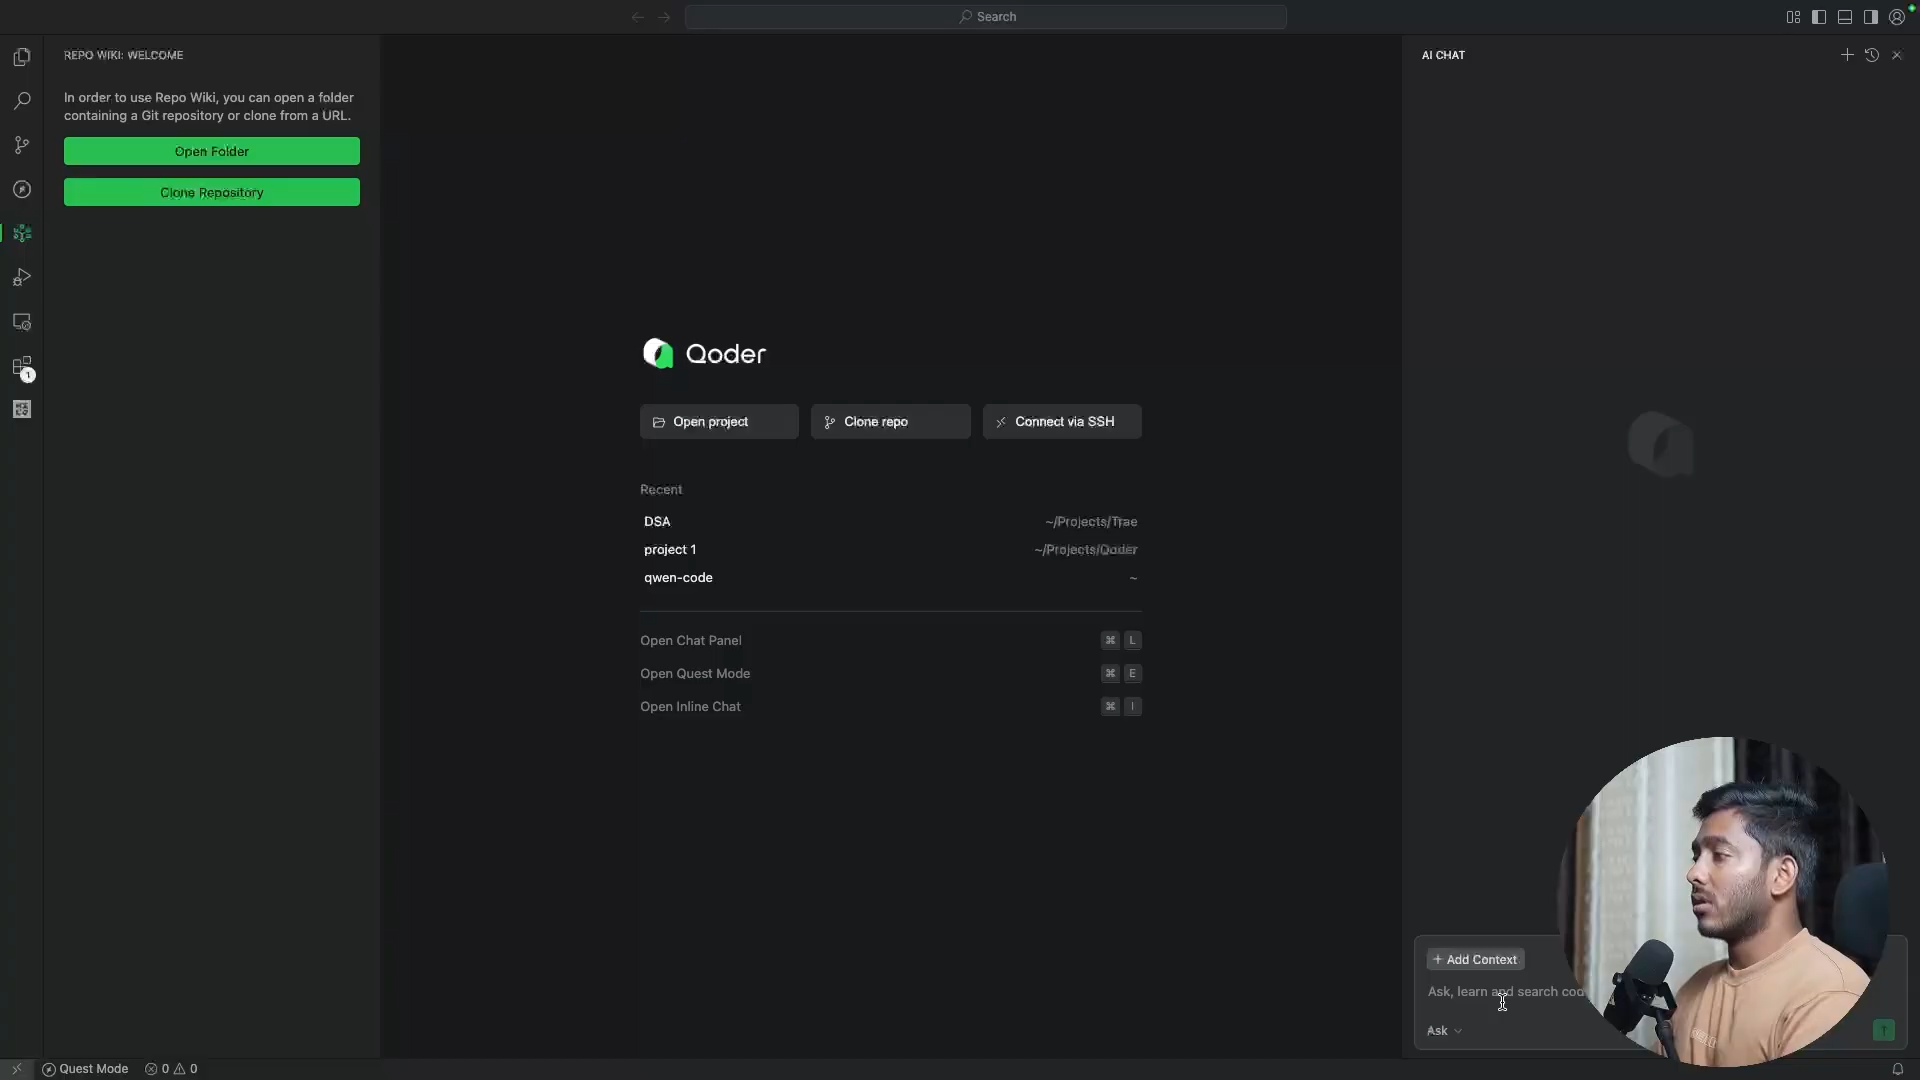 Search
REPO WIKI: WELCOME
In order to use Repo Wiki, you can open a folder
containing a Git repository or clone from a URL.
Open Folder
Clone Repository
1
Qoder
Open project
Clone repo
Connect via SSH
Recent
DSA ~/Projects/Trae
project 1 ~/Projects/Qoder
qwen-code ~
Open Chat Panel ⌘ L
Open Quest Mode ⌘ E
Open Inline Chat ⌘ I
AI CHAT
+ Add Context
Ask, learn and search cod
Ask
Quest Mode 0 0